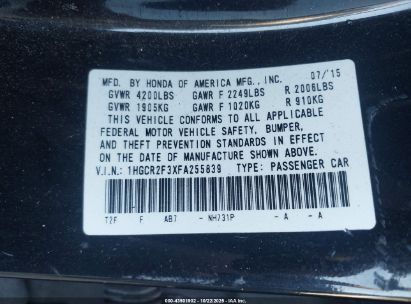 MFD. BY HONDA OF AMERICA MFG., INC. 07/'15
GVWR 4200LBS GAWR F 2249LBS R 2006LBS
GVWR 1905KG GAWR F 1020KG R 910KG
THIS VEHICLE CONFORMS TO ALL APPLICABLE
FEDERAL MOTOR VEHICLE SAFETY, BUMPER,
AND THEFT PREVENTION STANDARDS IN EFFECT
ON THE DATE OF MANUFACTURE SHOWN ABOVE.
V.I.N.: 1HGCR2F3XFA255839 TYPE: PASSENGER CAR
T2F F AB7 - NH731P - A - A